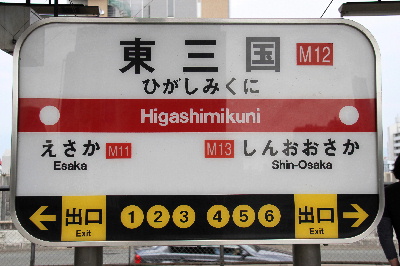 東三国 M12
ひがしみくに
Higashimikuni
えさか M11 M13 しんおおさか
Esaka Shin-Osaka
← 出口 1 2 3 4 5 6 出口 →
Exit Exit